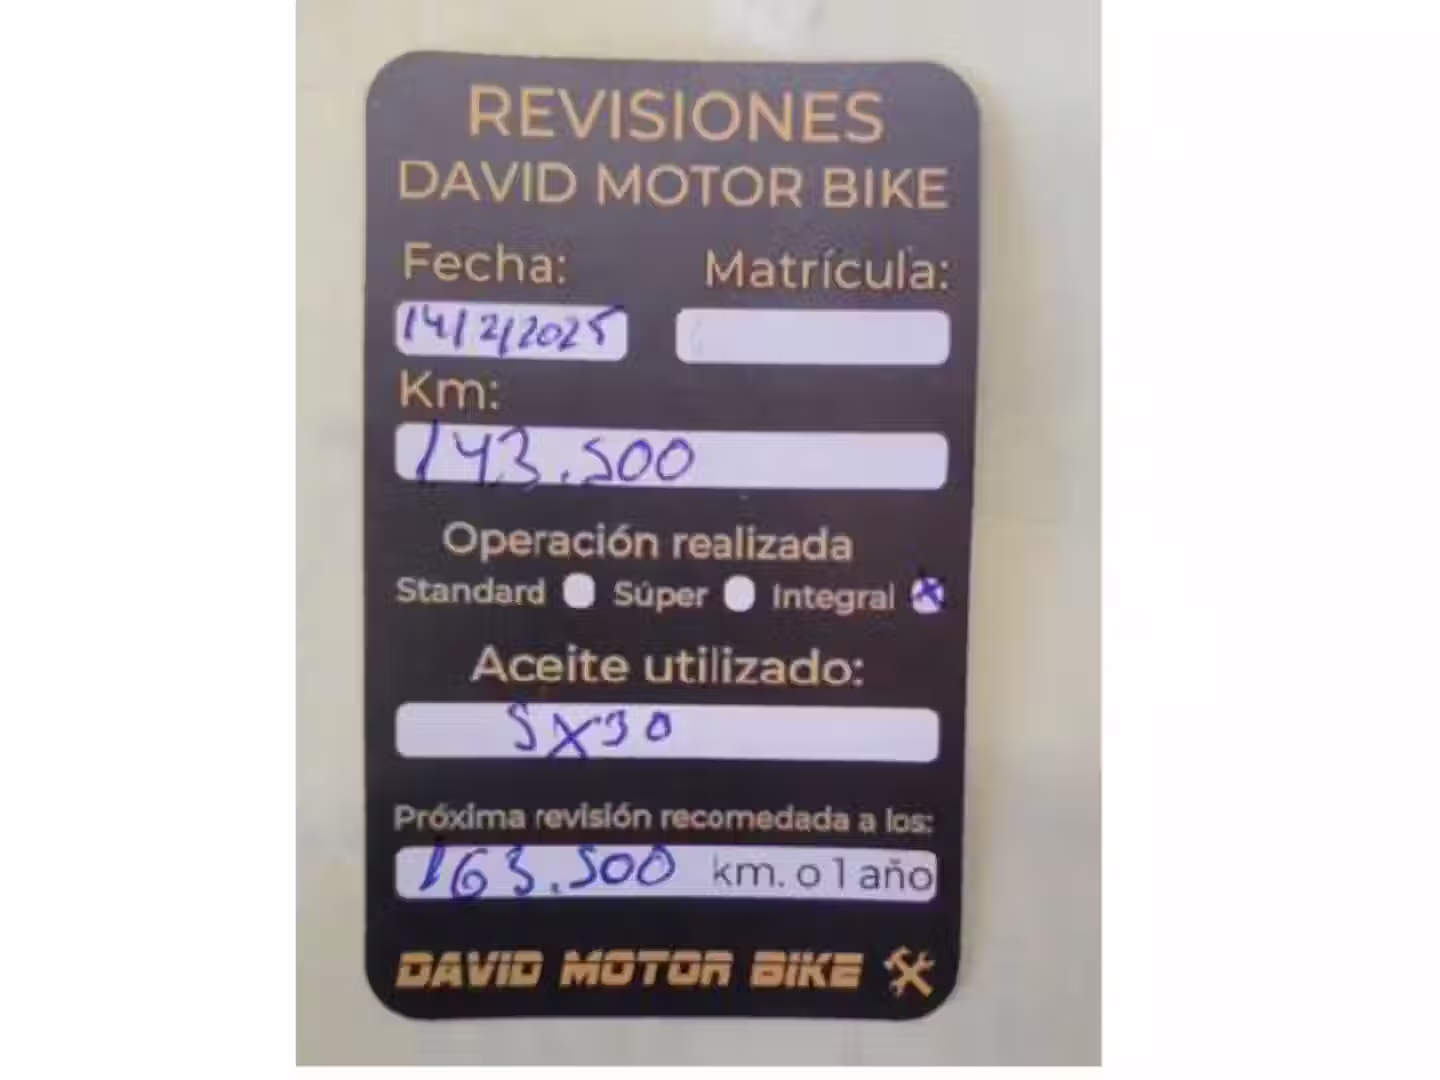 REVISIONES
DAVID MOTOR BIKE
Fecha: Matrícula:
14/2/2025
Km:
143.500
Operación realizada
Standard Súper Integral X
Aceite utilizado:
5X30
Próxima revisión recomedada a los:
163.500 km. o 1 año
DAVID MOTOR BIKE